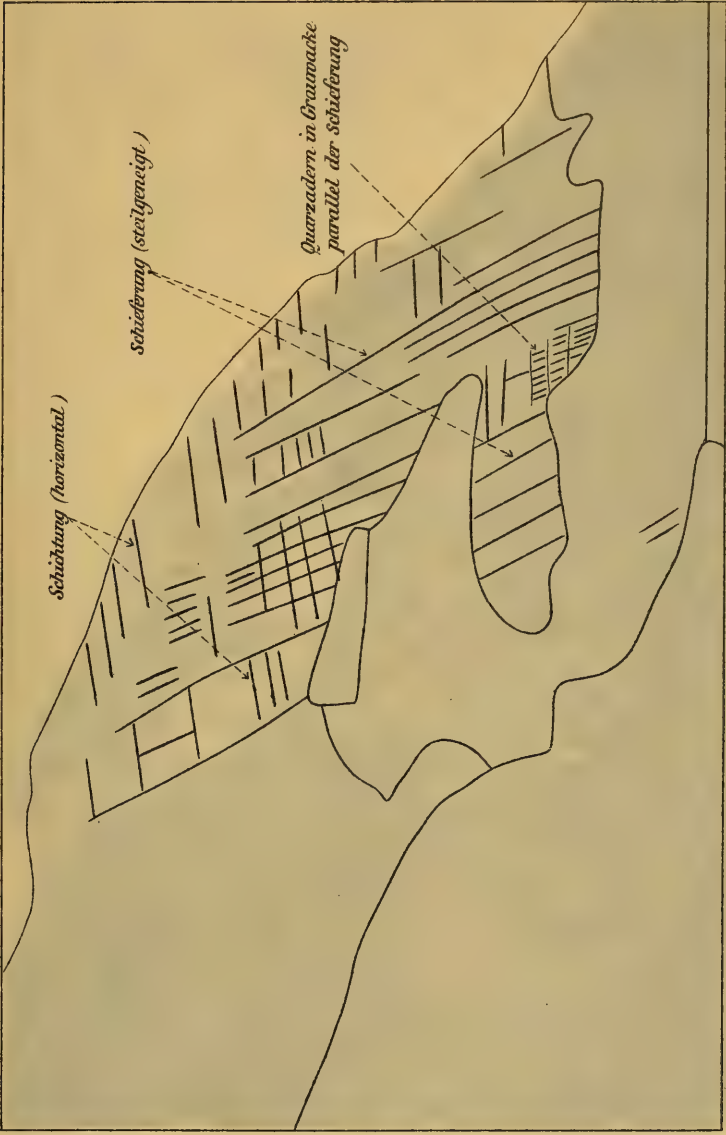 Schichtung (horizontal)
Schieferung (steilgeneigt)
Quarzadern in Grauwacke
parallel der Schieferung